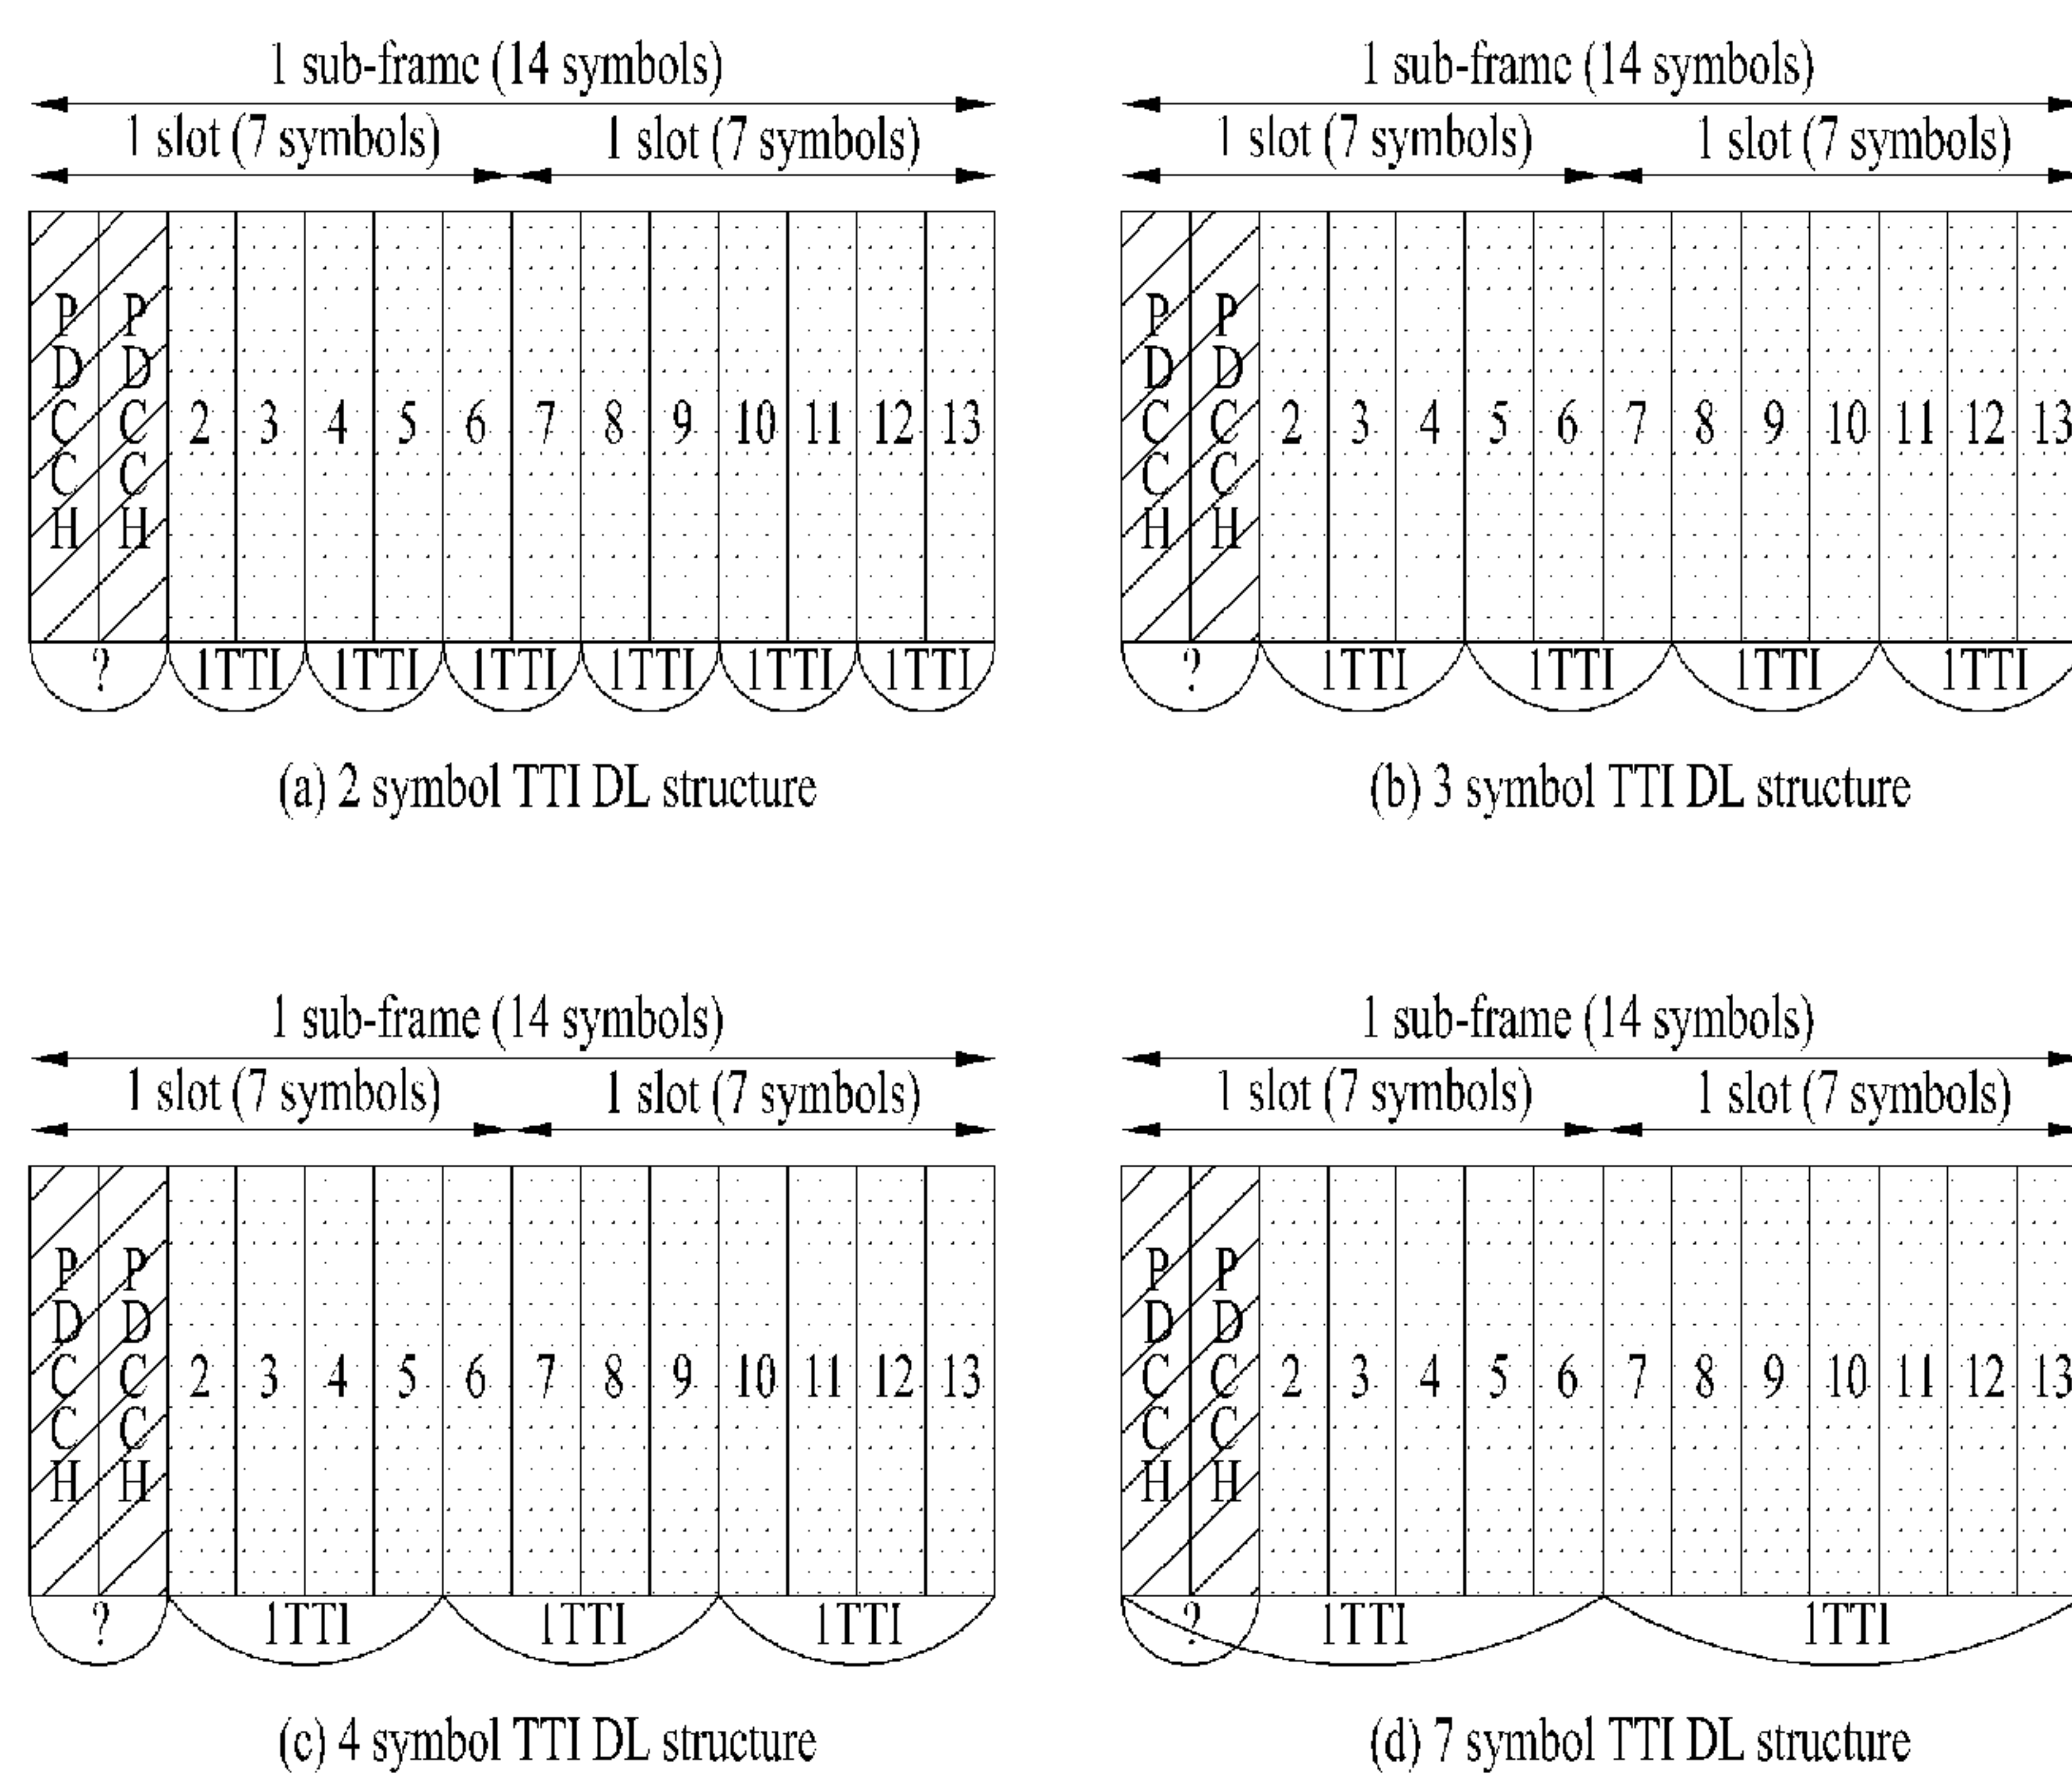 1 sub-frame (14 symbols)
1 slot (7 symbols) 1 slot (7 symbols)
P P
D D
C C
C C
H H
2 3 4 5 6 7 8 9 10 11 12 13
? 1TTI 1TTI 1TTI 1TTI 1TTI 1TTI
(a) 2 symbol TTI DL structure
1 sub-frame (14 symbols)
1 slot (7 symbols) 1 slot (7 symbols)
P P
D D
C C
C C
H H
2 3 4 5 6 7 8 9 10 11 12 13
? 1TTI 1TTI 1TTI 1TTI
(b) 3 symbol TTI DL structure
1 sub-frame (14 symbols)
1 slot (7 symbols) 1 slot (7 symbols)
P P
D D
C C
C C
H H
2 3 4 5 6 7 8 9 10 11 12 13
? 1TTI 1TTI 1TTI
(c) 4 symbol TTI DL structure
1 sub-frame (14 symbols)
1 slot (7 symbols) 1 slot (7 symbols)
P P
D D
C C
C C
H H
2 3 4 5 6 7 8 9 10 11 12 13
? 1TTI 1TTI
(d) 7 symbol TTI DL structure